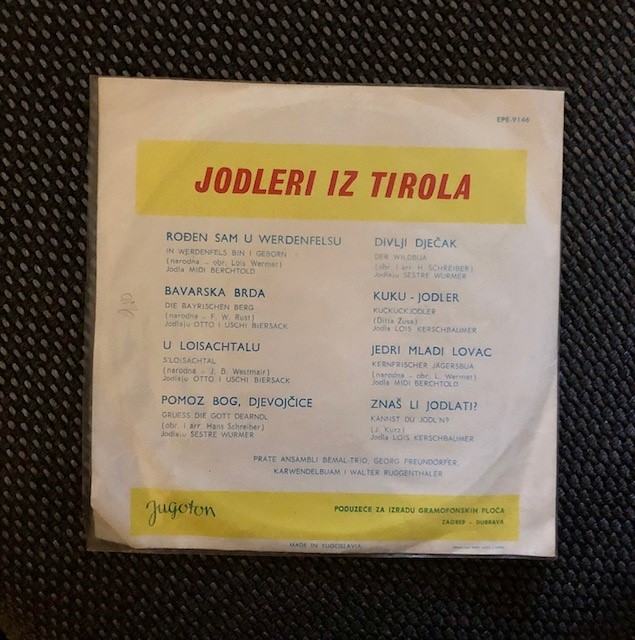 EPE-9146
JODLERI IZ TIROLA
ROĐEN SAM U WERDENFELSU
IN WERDENFELS BIN I GEBORN
(narodna - obr. Lois Wermer)
Jodla MIDI BERCHTOLD
BAVARSKA BRDA
DIE BAYRISCHEN BERG
(narodna - F. W. Rust)
Jodlaju OTTO I USCHI BIERSACK
U LOISACHTALU
S'LOISACHTAL
(narodna - J. B. Westmair)
Jodlaju OTTO I USCHI BIERSACK
POMOZ BOG, DJEVOJČICE
GRUESS DIE GOTT DEARNDL
(obr. i arr. Hans Schreiber)
Jodlaju SESTRE WURMER
DIVLJI DJEČAK
DER WILDBUA
(obr. i arr. H. SCHREIBER)
Jodlaju SESTRE WURMER
KUKU - JODLER
KUCKUCKJODLER
(Ditta Zusa)
Jodla LOIS KERSCHBAUMER
JEDRI MLADI LOVAC
KERNFRISCHER JÄGERSBUA
(narodna - obr. L. Wermer)
Jodla MIDI BERCHTOLD
ZNAŠ LI JODLATI?
KANNST DU JODL'N?
(J. Kurz)
Jodla LOIS KERSCHBAUMER
PRATE ANSAMBLI BEMAL-TRIO, GEORG FREUNDORFER,
KARWENDELBUAM I WALTER RUGGENTHALER
Jugoton
PODUZEĆE ZA IZRADU GRAMOFONSKIH PLOČA
ZAGREB - DUBRAVA
MADE IN YUGOSLAVIA